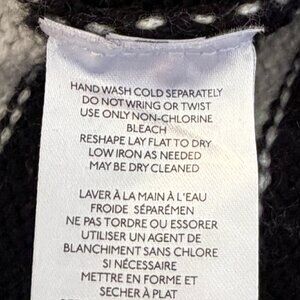 HAND WASH COLD SEPARATELY
DO NOT WRING OR TWIST
USE ONLY NON-CHLORINE
BLEACH
RESHAPE LAY FLAT TO DRY
LOW IRON AS NEEDED
MAY BE DRY CLEANED
LAVER À LA MAIN À L'EAU
FROIDE SÉPARÉMEN
NE PAS TORDRE OU ESSORER
UTILISER UN AGENT DE
BLANCHIMENT SANS CHLORE
SI NÉCESSAIRE
METTRE EN FORME ET
SECHER À PLAT